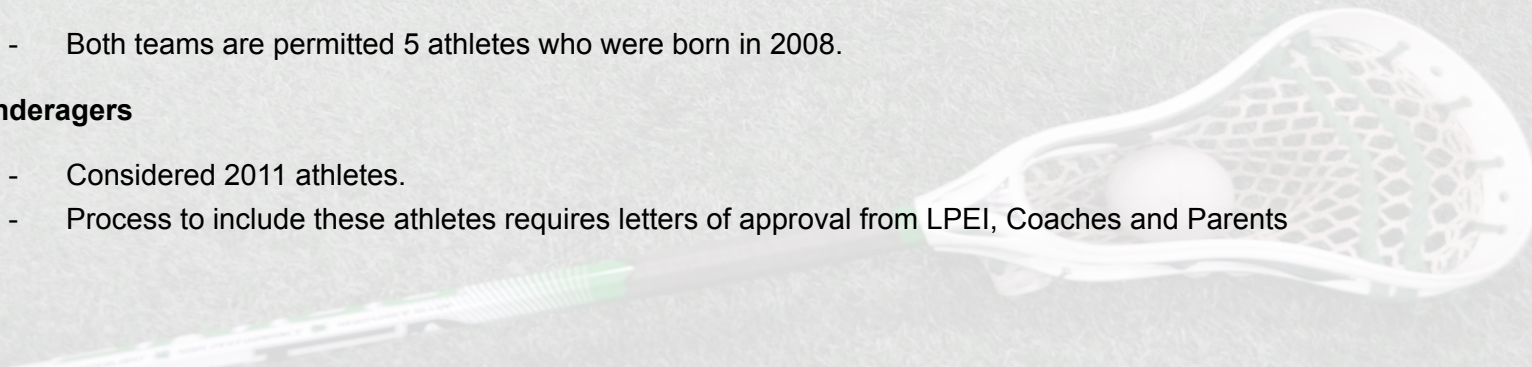 - Both teams are permitted 5 athletes who were born in 2008.
nderagers
- Considered 2011 athletes.
- Process to include these athletes requires letters of approval from LPEI, Coaches and Parents